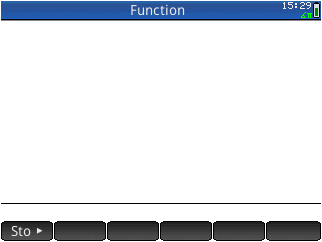 Function
15:29
∠π
Sto ▸